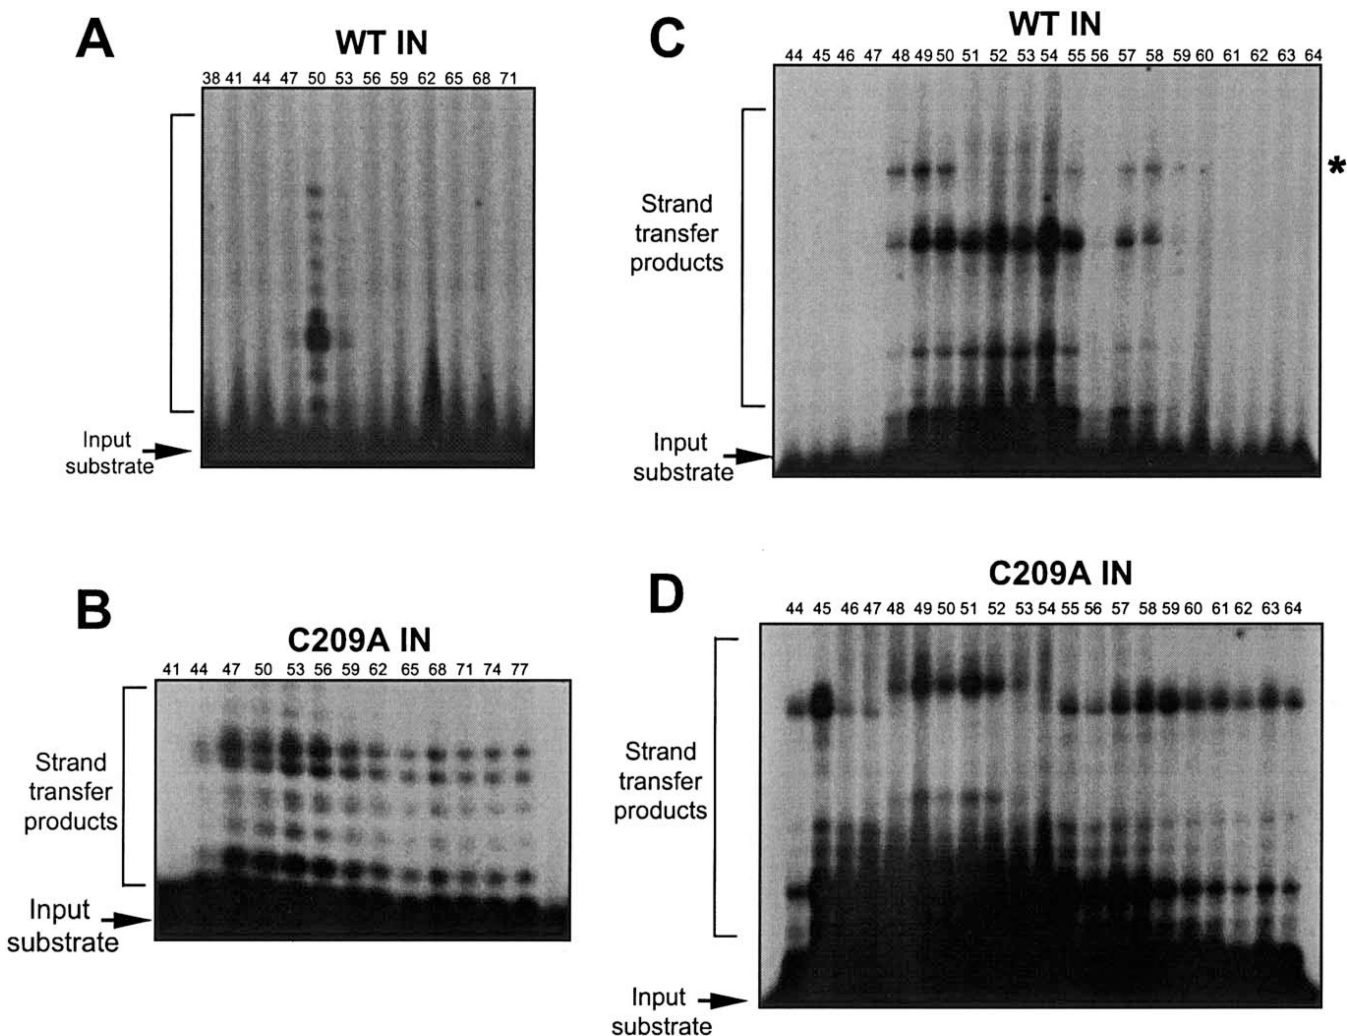 A
WT IN
38 41 44 47 50 53 56 59 62 65 68 71
Input
substrate
C
WT IN
44 45 46 47 48 49 50 51 52 53 54 55 56 57 58 59 60 61 62 63 64
*
Strand
transfer
products
Input
substrate
B
C209A IN
41 44 47 50 53 56 59 62 65 68 71 74 77
Strand
transfer
products
Input
substrate
D
C209A IN
44 45 46 47 48 49 50 51 52 53 54 55 56 57 58 59 60 61 62 63 64
Strand
transfer
products
Input
substrate